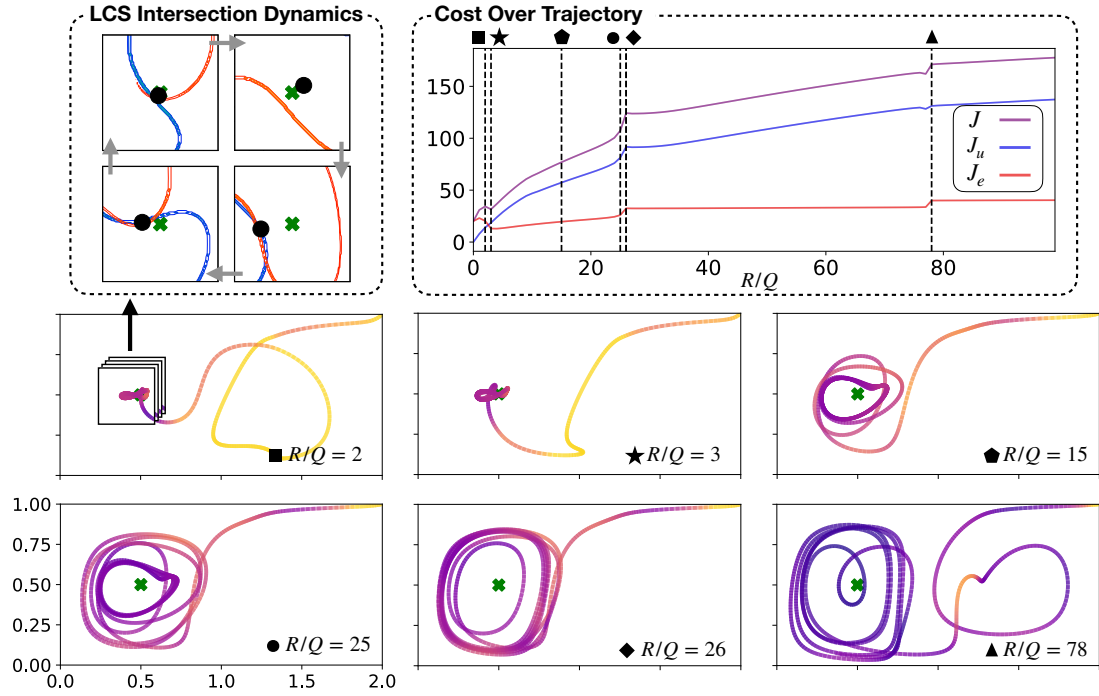 LCS Intersection Dynamics
Cost Over Trajectory
150
100
50
0
J
J_u
J_e
0 20 40 60 80
R/Q
R/Q = 2
R/Q = 3
R/Q = 15
1.00
0.75
0.50
0.25
0.00
0.0 0.5 1.0 1.5 2.0
R/Q = 25
R/Q = 26
R/Q = 78